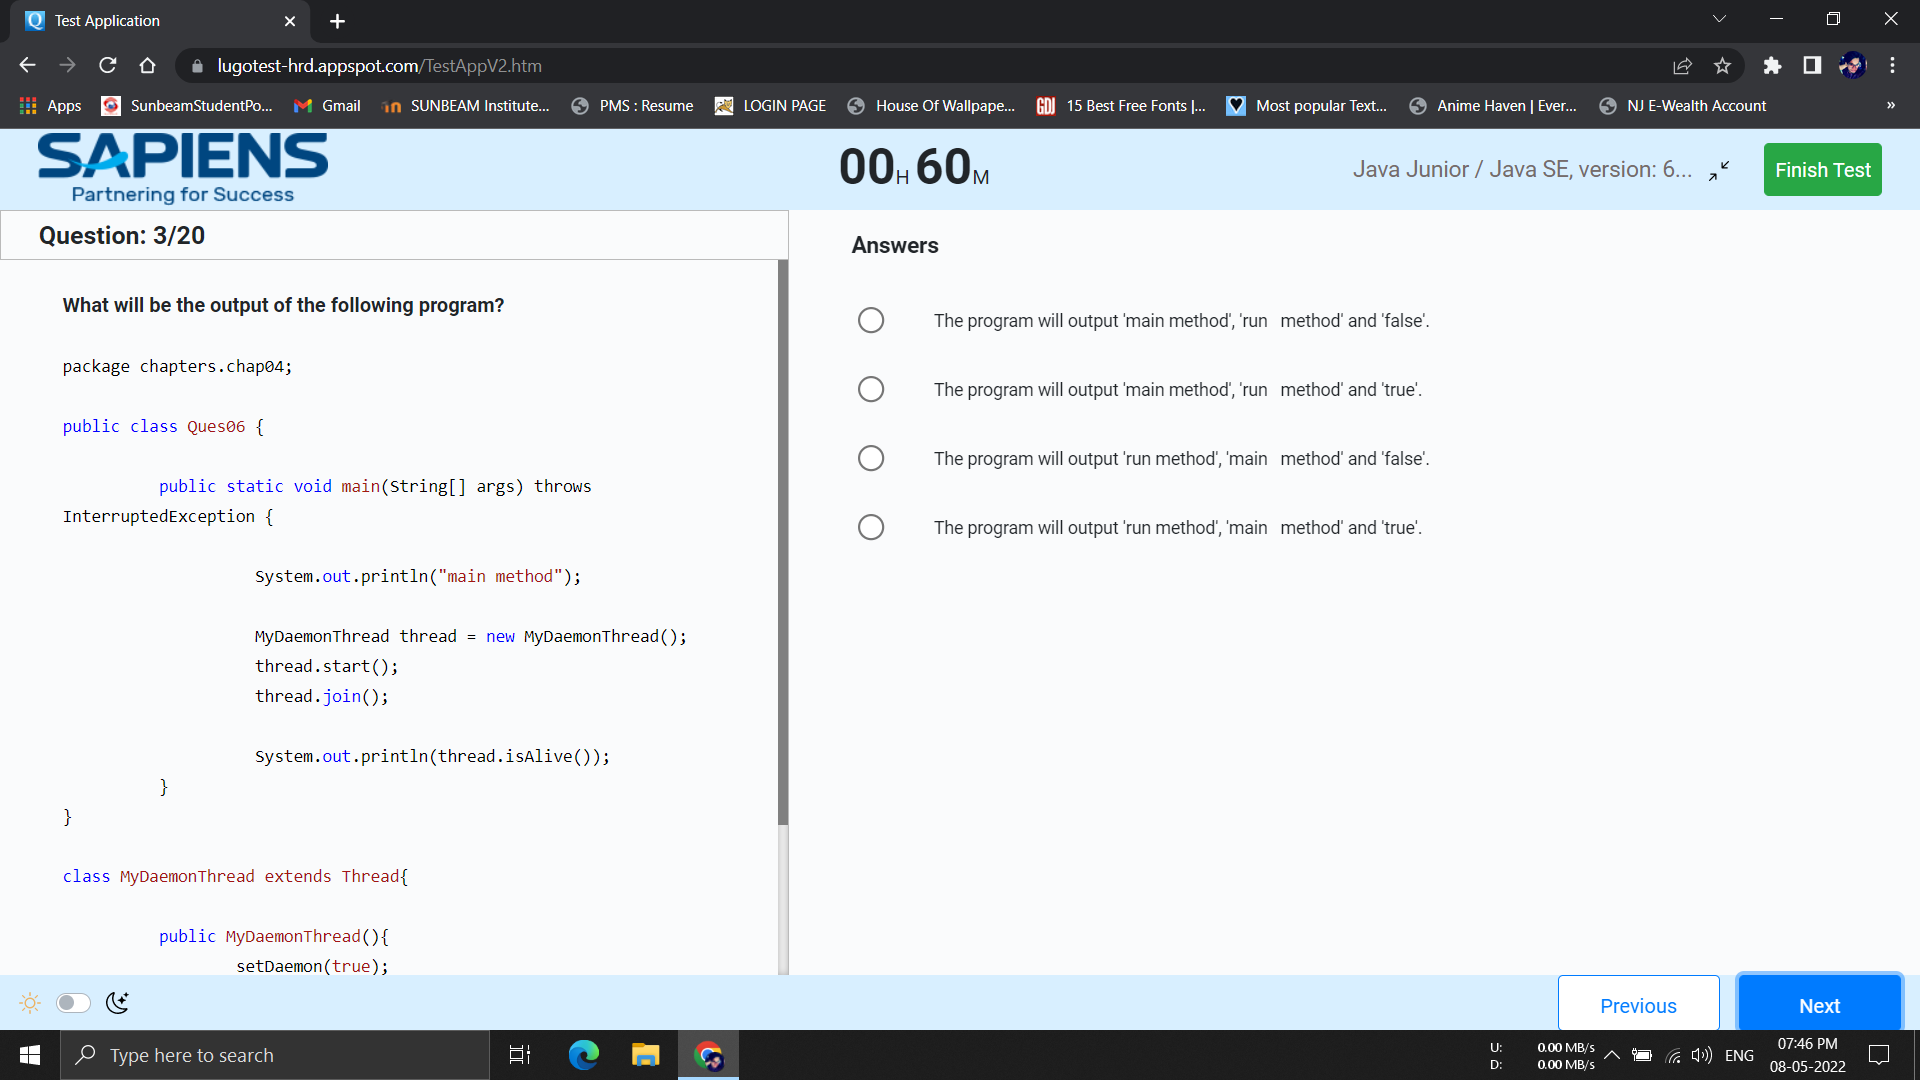 Test Application
lugotest-hrd.appspot.com/TestAppV2.htm
Apps SunbeamStudentPo... Gmail SUNBEAM Institute... PMS : Resume LOGIN PAGE House Of Wallpape... GD! 15 Best Free Fonts |... Most popular Text... Anime Haven | Ever... NJ E-Wealth Account »
SAPIENS
Partnering for Success
00H 60M
Java Junior / Java SE, version: 6...
Finish Test
Question: 3/20
What will be the output of the following program?
package chapters.chap04;
public class Ques06 {
public static void main(String[] args) throws
InterruptedException {
System.out.println("main method");
MyDaemonThread thread = new MyDaemonThread();
thread.start();
thread.join();
System.out.println(thread.isAlive());
}
}
class MyDaemonThread extends Thread{
public MyDaemonThread(){
setDaemon(true);
Answers
The program will output 'main method', 'run method' and 'false'.
The program will output 'main method', 'run method' and 'true'.
The program will output 'run method', 'main method' and 'false'.
The program will output 'run method', 'main method' and 'true'.
Previous
Next
Type here to search
U: 0.00 MB/s
D: 0.00 MB/s
ENG
07:46 PM
08-05-2022